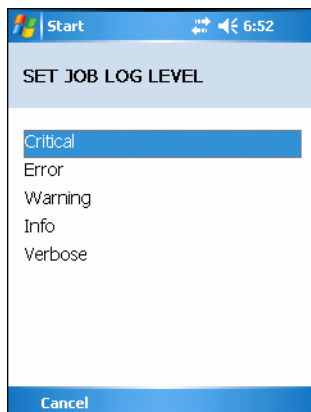 Start 6:52
SET JOB LOG LEVEL
Critical
Error
Warning
Info
Verbose
Cancel